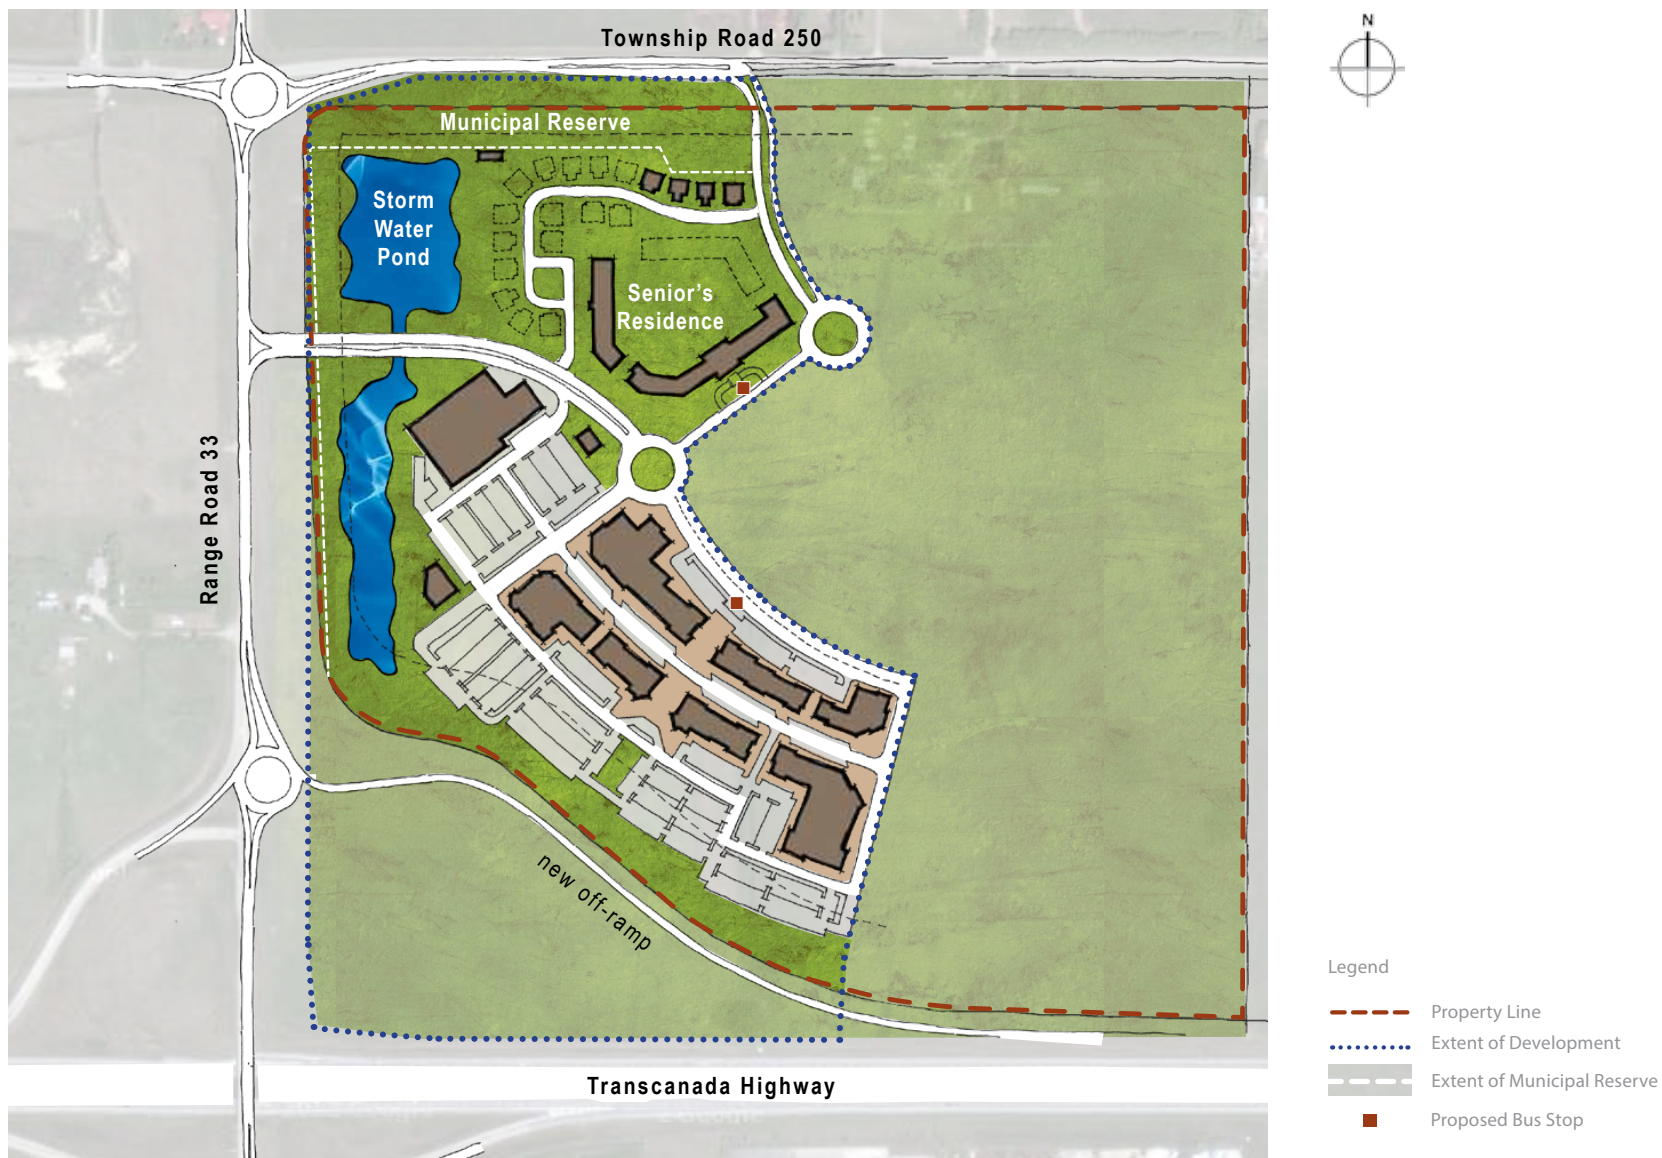 N
Township Road 250
Municipal Reserve
Storm
Water
Pond
Senior's
Residence
Range Road 33
new off-ramp
Transcanada Highway
Legend
Property Line
Extent of Development
Extent of Municipal Reserve
Proposed Bus Stop